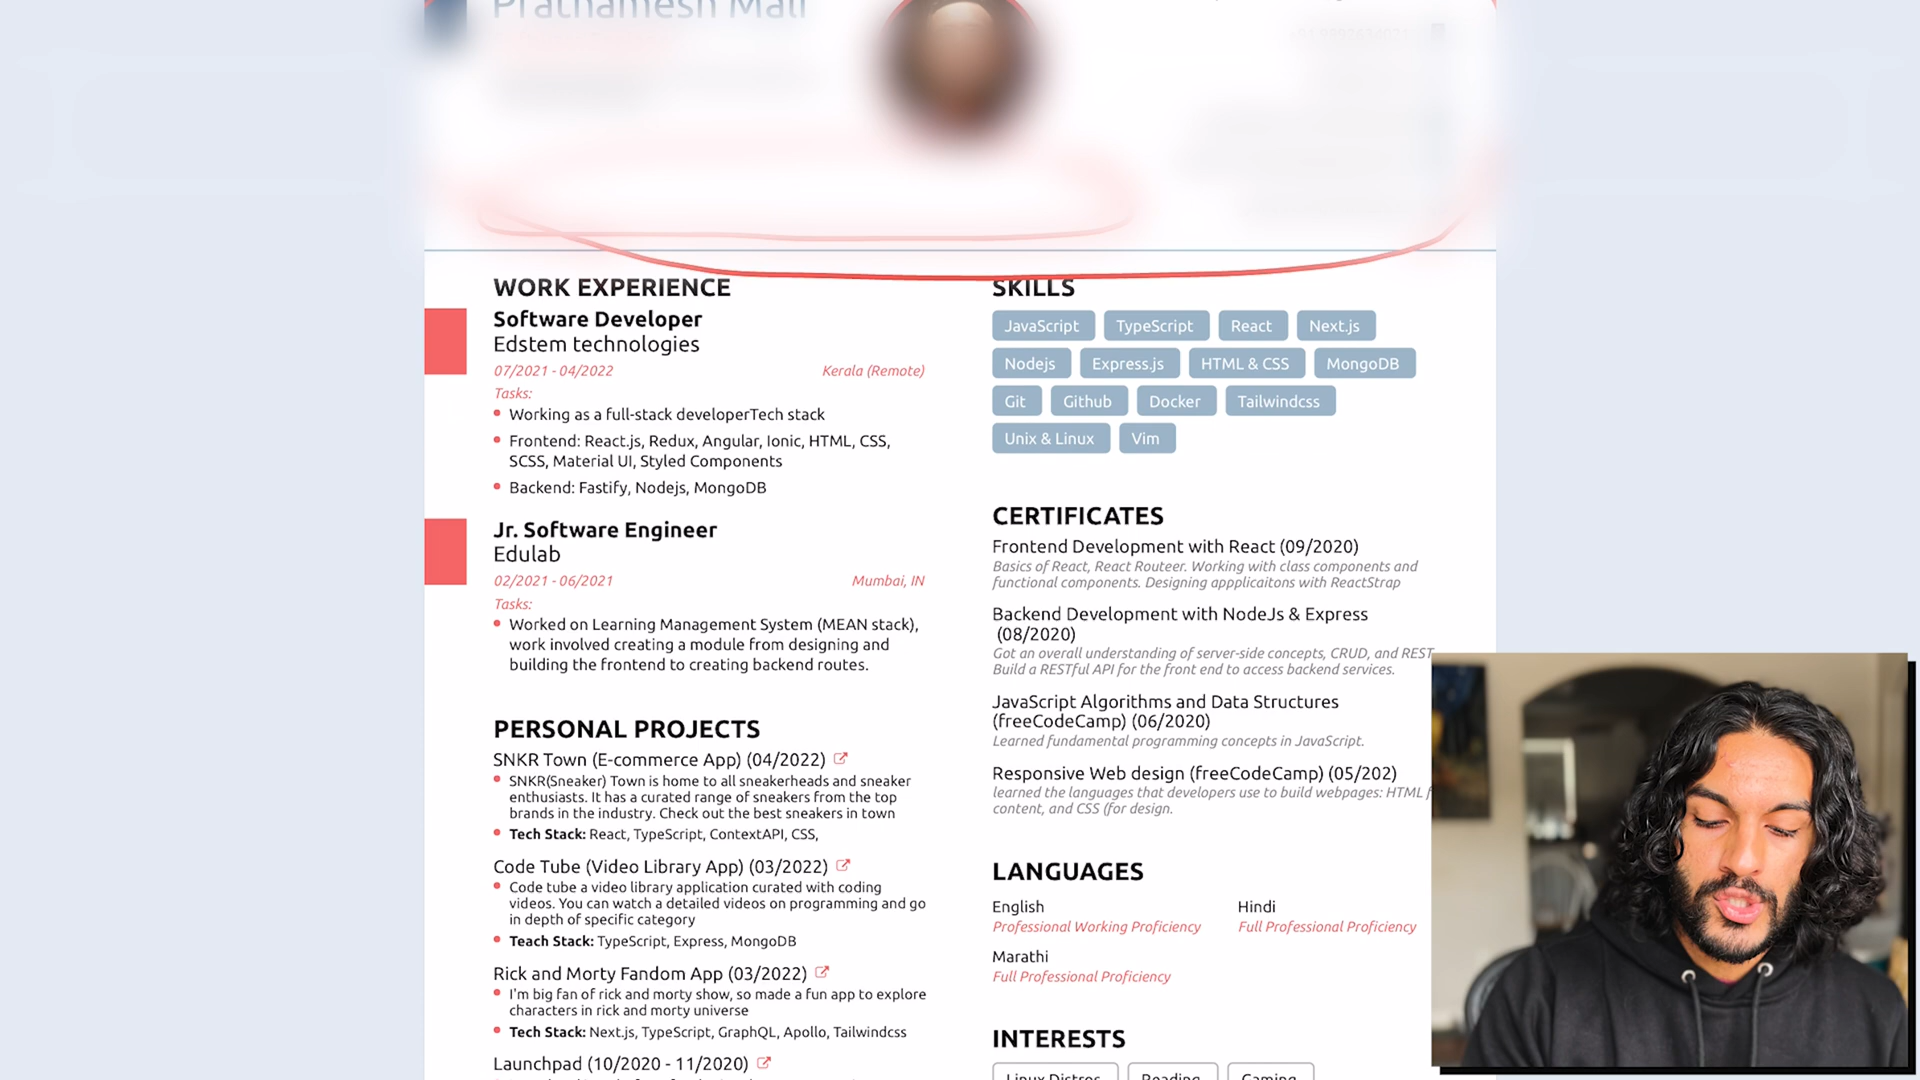 Prathamesh Mali
WORK EXPERIENCE
Software Developer
Edstem technologies
07/2021 - 04/2022
Kerala (Remote)
Tasks:
Working as a full-stack developerTech stack
Frontend: React.js, Redux, Angular, Ionic, HTML, CSS,
SCSS, Material UI, Styled Components
Backend: Fastify, Nodejs, MongoDB
Jr. Software Engineer
Edulab
02/2021 - 06/2021
Mumbai, IN
Tasks:
Worked on Learning Management System (MEAN stack),
work involved creating a module from designing and
building the frontend to creating backend routes.
PERSONAL PROJECTS
SNKR Town (E-commerce App) (04/2022)
SNKR(Sneaker) Town is home to all sneakerheads and sneaker
enthusiasts. It has a curated range of sneakers from the top
brands in the industry. Check out the best sneakers in town
Tech Stack: React, TypeScript, ContextAPI, CSS,
Code Tube (Video Library App) (03/2022)
Code tube a video library application curated with coding
videos. You can watch a detailed videos on programming and go
in depth of specific category
Teach Stack: TypeScript, Express, MongoDB
Rick and Morty Fandom App (03/2022)
I'm big fan of rick and morty show, so made a fun app to explore
characters in rick and morty universe
Tech Stack: Next.js, TypeScript, GraphQL, Apollo, Tailwindcss
Launchpad (10/2020 - 11/2020)
SKILLS
JavaScript TypeScript React Next.js
Nodejs Express.js HTML & CSS MongoDB
Git Github Docker Tailwindcss
Unix & Linux Vim
CERTIFICATES
Frontend Development with React (09/2020)
Basics of React, React Routeer. Working with class components and
functional components. Designing appplicaitons with ReactStrap
Backend Development with NodeJs & Express
(08/2020)
Got an overall understanding of server-side concepts, CRUD, and REST
Build a RESTful API for the front end to access backend services.
JavaScript Algorithms and Data Structures
(freeCodeCamp) (06/2020)
Learned fundamental programming concepts in JavaScript.
Responsive Web design (freeCodeCamp) (05/202)
learned the languages that developers use to build webpages: HTML
content, and CSS (for design.
LANGUAGES
English
Professional Working Proficiency
Hindi
Full Professional Proficiency
Marathi
Full Professional Proficiency
INTERESTS
Linux Distros Reading Gaming